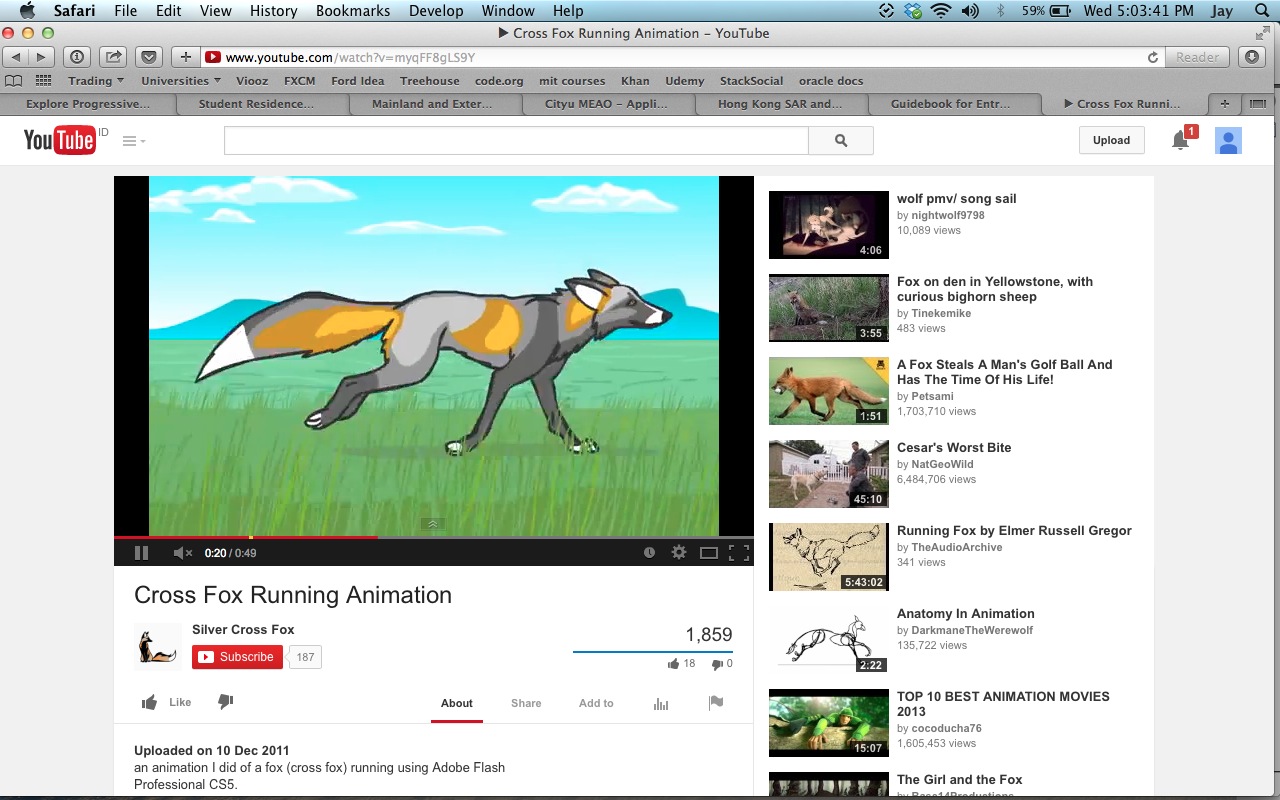 Safari File Edit View History Bookmarks Develop Window Help 59% Wed 5:03:41 PM Jay
▶ Cross Fox Running Animation – YouTube
www.youtube.com/watch?v=myqFF8gLS9Y Reader
Trading Universities Viooz FXCM Ford Idea Treehouse code.org mit courses Khan Udemy StackSocial oracle docs
Explore Progressive... Student Residence... Mainland and Exter... Cityu MEAO – Appli... Hong Kong SAR and... Guidebook for Entr... ▶ Cross Fox Runni...
YouTube ID Upload 1
0:20 / 0:49
Cross Fox Running Animation
Silver Cross Fox
Subscribe 187
1,859
18 0
Like
About Share Add to
Uploaded on 10 Dec 2011
an animation I did of a fox (cross fox) running using Adobe Flash
Professional CS5.
4:06
wolf pmv/ song sail
by nightwolf9798
10,089 views
3:55
Fox on den in Yellowstone, with
curious bighorn sheep
by Tinekemike
483 views
1:51
A Fox Steals A Man's Golf Ball And
Has The Time Of His Life!
by Petsami
1,703,710 views
45:10
Cesar's Worst Bite
by NatGeoWild
6,484,706 views
5:43:02
Running Fox by Elmer Russell Gregor
by TheAudioArchive
341 views
2:22
Anatomy In Animation
by DarkmaneTheWerewolf
135,722 views
15:07
TOP 10 BEST ANIMATION MOVIES
2013
by cocoducha76
1,605,453 views
The Girl and the Fox
by Base14Productions